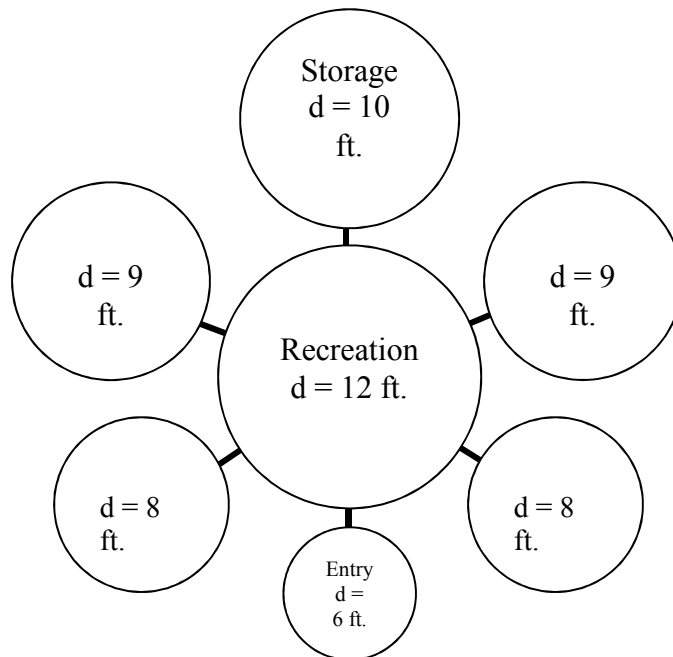 Storage
d = 10
ft.
d = 9
ft.
d = 9
ft.
Recreation
d = 12 ft.
d = 8
ft.
d = 8
ft.
Entry
d =
6 ft.